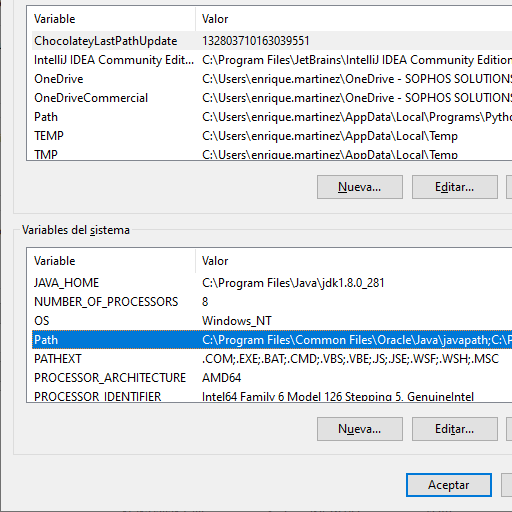 Variable Valor
ChocolateyLastPathUpdate 132803710163039551
IntelliJ IDEA Community Edit... C:\Program Files\JetBrains\IntelliJ IDEA Community Edition
OneDrive C:\Users\enrique.martinez\OneDrive - SOPHOS SOLUTIONS
OneDriveCommercial C:\Users\enrique.martinez\OneDrive - SOPHOS SOLUTIONS
Path C:\Users\enrique.martinez\AppData\Local\Programs\Pytho
TEMP C:\Users\enrique.martinez\AppData\Local\Temp
TMP C:\Users\enrique.martinez\AppData\Local\Temp
Nueva... Editar...
Variables del sistema
Variable Valor
JAVA_HOME C:\Program Files\Java\jdk1.8.0_281
NUMBER_OF_PROCESSORS 8
OS Windows_NT
Path C:\Program Files\Common Files\Oracle\Java\javapath;C:\P
PATHEXT .COM;.EXE;.BAT;.CMD;.VBS;.VBE;.JS;.JSE;.WSF;.WSH;.MSC
PROCESSOR_ARCHITECTURE AMD64
PROCESSOR_IDENTIFIER Intel64 Family 6 Model 126 Stepping 5, GenuineIntel
Nueva... Editar...
Aceptar